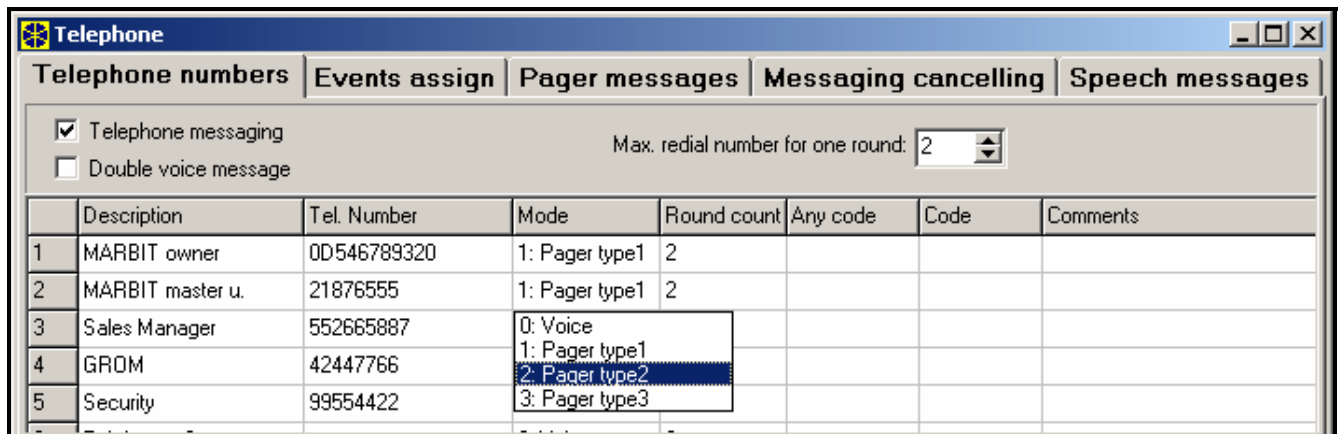 Telephone
Telephone numbers Events assign Pager messages Messaging cancelling Speech messages
Telephone messaging
Max. redial number for one round: 2
Double voice message
Description Tel. Number Mode Round count Any code Code Comments
1 MARBIT owner 0D546789320 1: Pager type1 2
2 MARBIT master u. 21876555 1: Pager type1 2
3 Sales Manager 552665887 0: Voice
1: Pager type1
4 GROM 42447766 2: Pager type2
5 Security 99554422 3: Pager type3